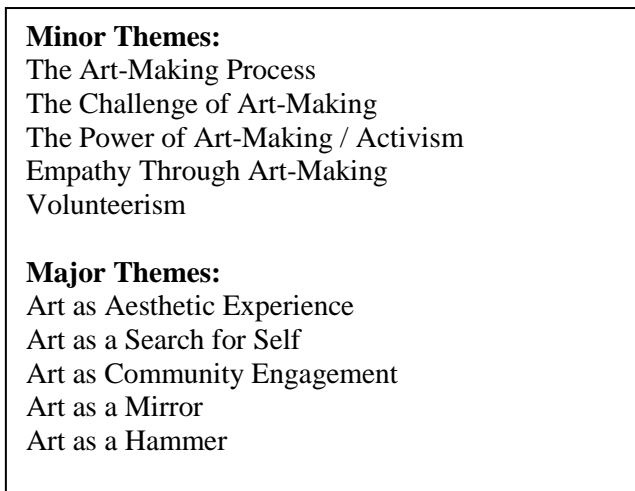 Minor Themes:
The Art-Making Process
The Challenge of Art-Making
The Power of Art-Making / Activism
Empathy Through Art-Making
Volunteerism
Major Themes:
Art as Aesthetic Experience
Art as a Search for Self
Art as Community Engagement
Art as a Mirror
Art as a Hammer